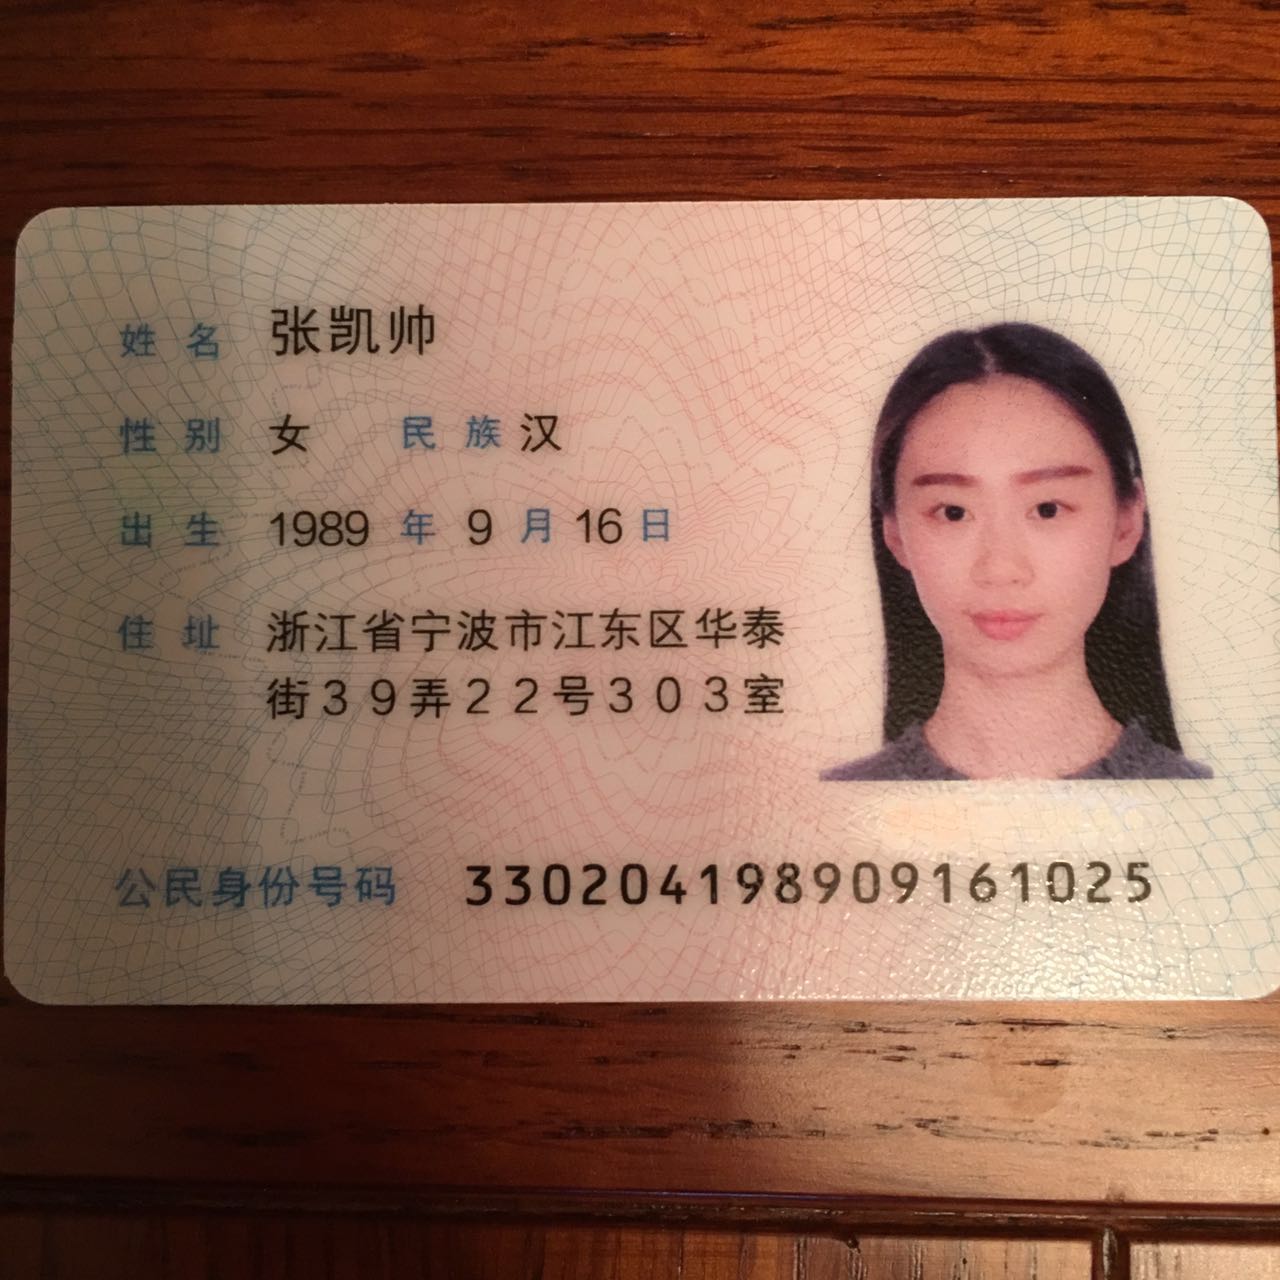 姓名 张凯帅
性别 女 民族 汉
出生 1989 年 9 月 16 日
住址 浙江省宁波市江东区华泰
街39弄22号303室
公民身份号码 330204198909161025